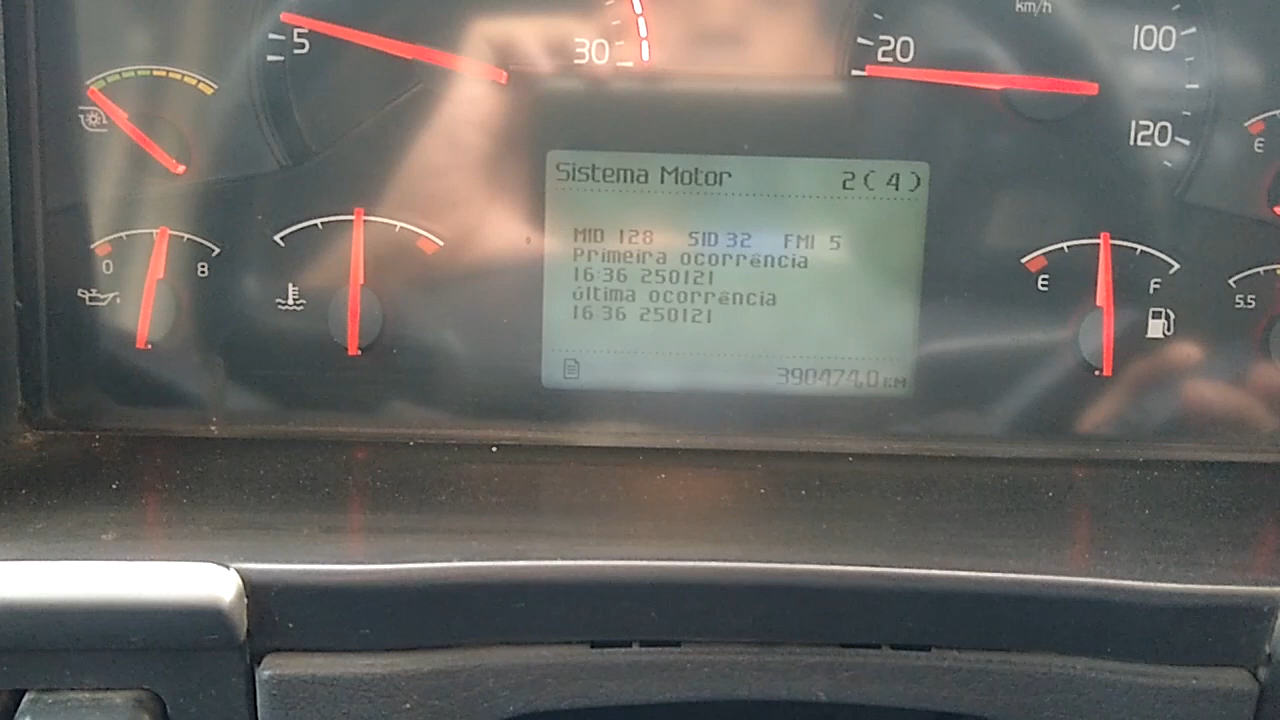 km/h
5
30
20
100
120
E
Sistema Motor 2(4)
MID 128 SID 32 FMI 5
Primeira ocorrência
16:36 250121
última ocorrência
16:36 250121
390474,0 KM
0
8
E
F
5.5